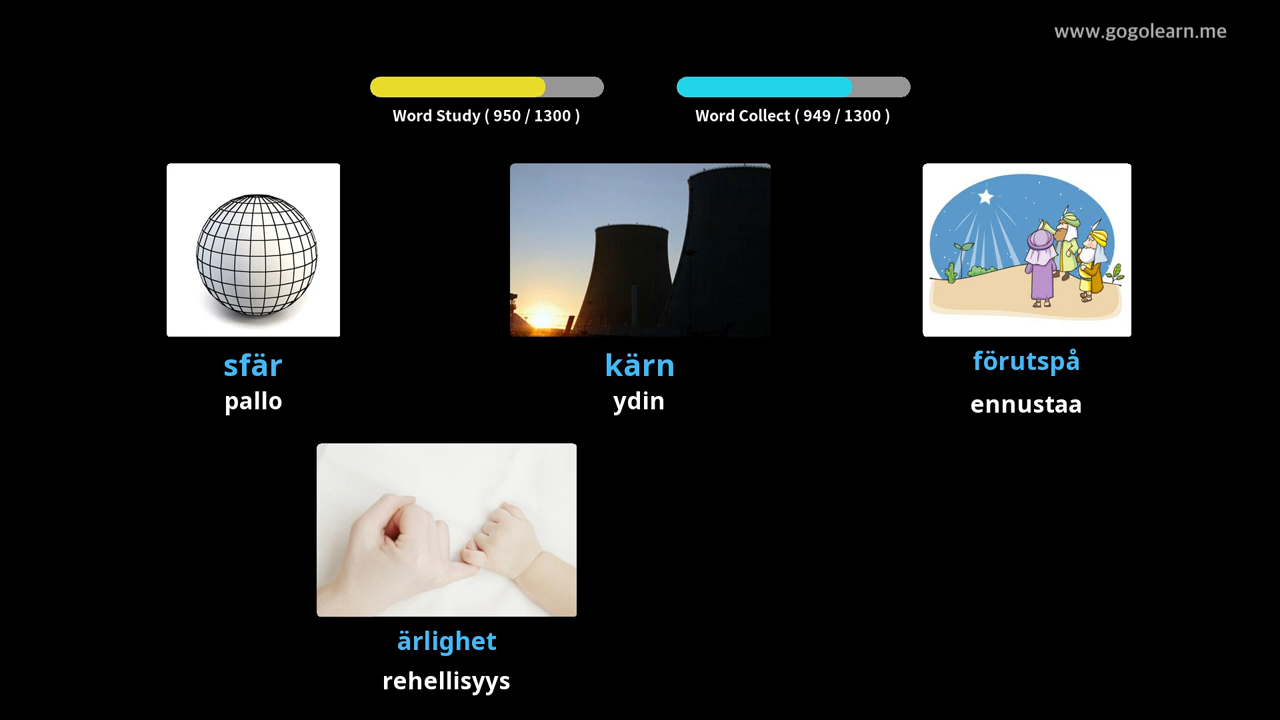 www.gogolearn.me
Word Study ( 950 / 1300 )
Word Collect ( 949 / 1300 )
sfär
pallo
kärn
ydin
förutspå
ennustaa
ärlighet
rehellisyys